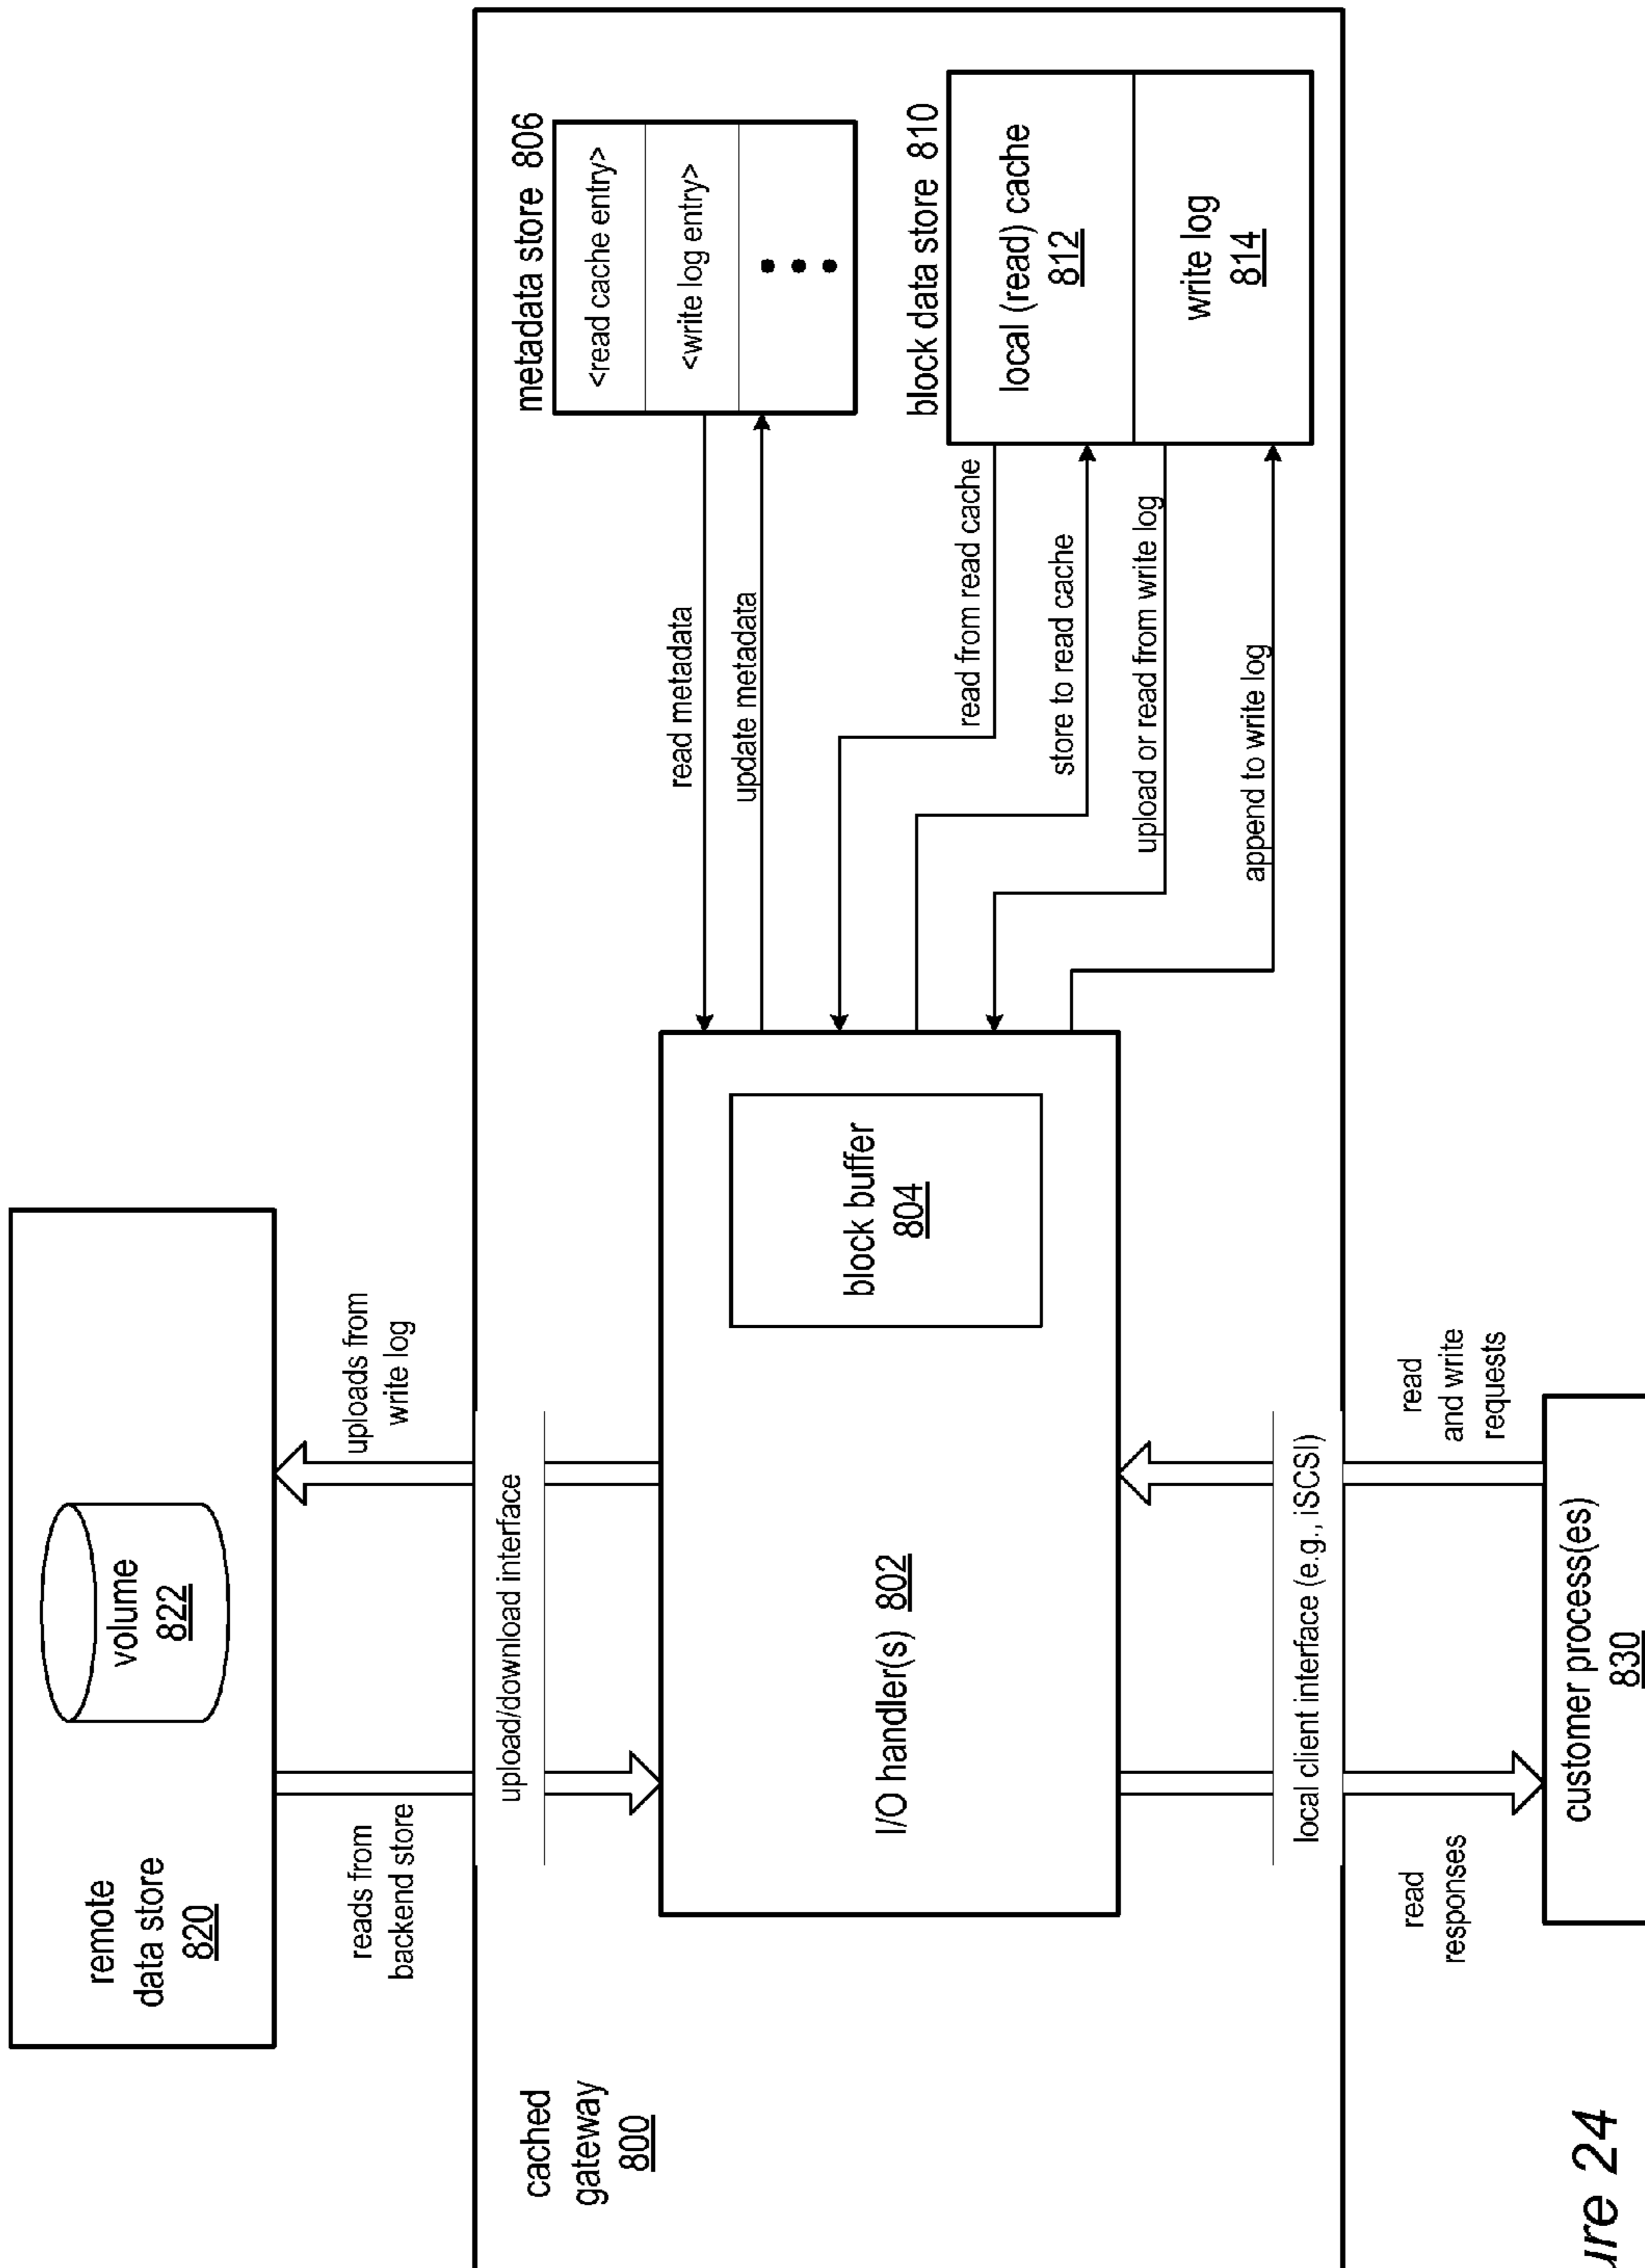 remote
data store
820
volume
822
reads from
backend store
uploads from
write log
cached
gateway
800
upload/download interface
I/O handler(s) 802
block buffer
804
read metadata
update metadata
metadata store 806
<read cache entry>
<write log entry>
read from read cache
store to read cache
upload or read from write log
append to write log
block data store 810
local (read) cache
812
write log
814
local client interface (e.g., iSCSI)
read
responses
read
and write
requests
customer process(es)
830
ure 24